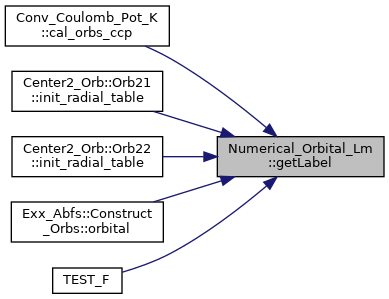 Conv_Coulomb_Pot_K
::cal_orbs_ccp
Center2_Orb::Orb21
::init_radial_table
Center2_Orb::Orb22
::init_radial_table
Numerical_Orbital_Lm
::getLabel
Exx_Abfs::Construct
_Orbs::orbital
TEST_F